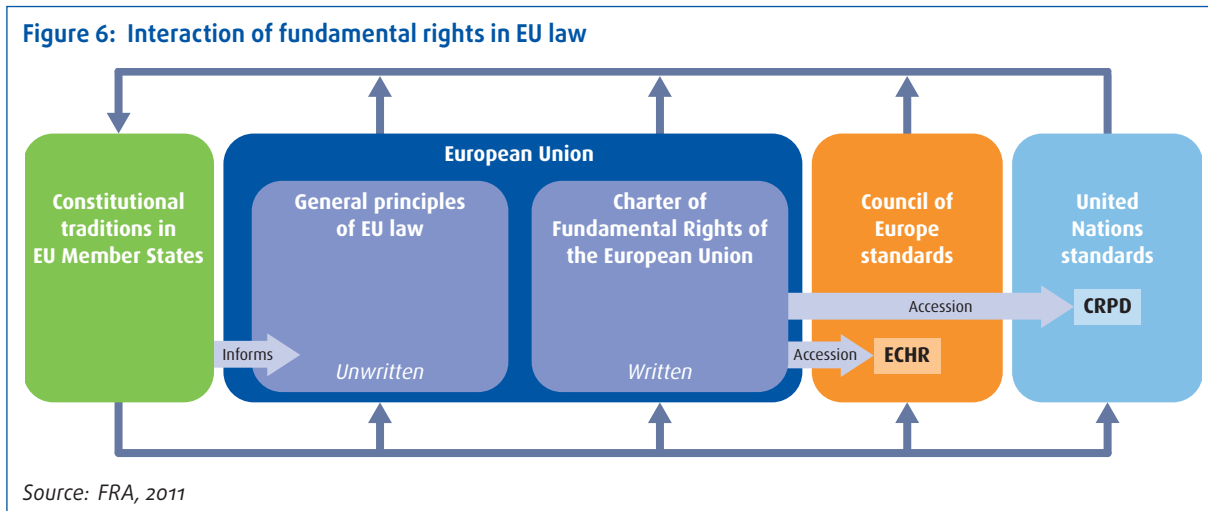 Figure 6: Interaction of fundamental rights in EU law
European Union
Constitutional
traditions in
EU Member States
General principles
of EU law
Charter of
Fundamental Rights of
the European Union
Council of
Europe
standards
United
Nations
standards
Accession
CRPD
Informs
Accession
ECHR
Unwritten
Written
Source: FRA, 2011